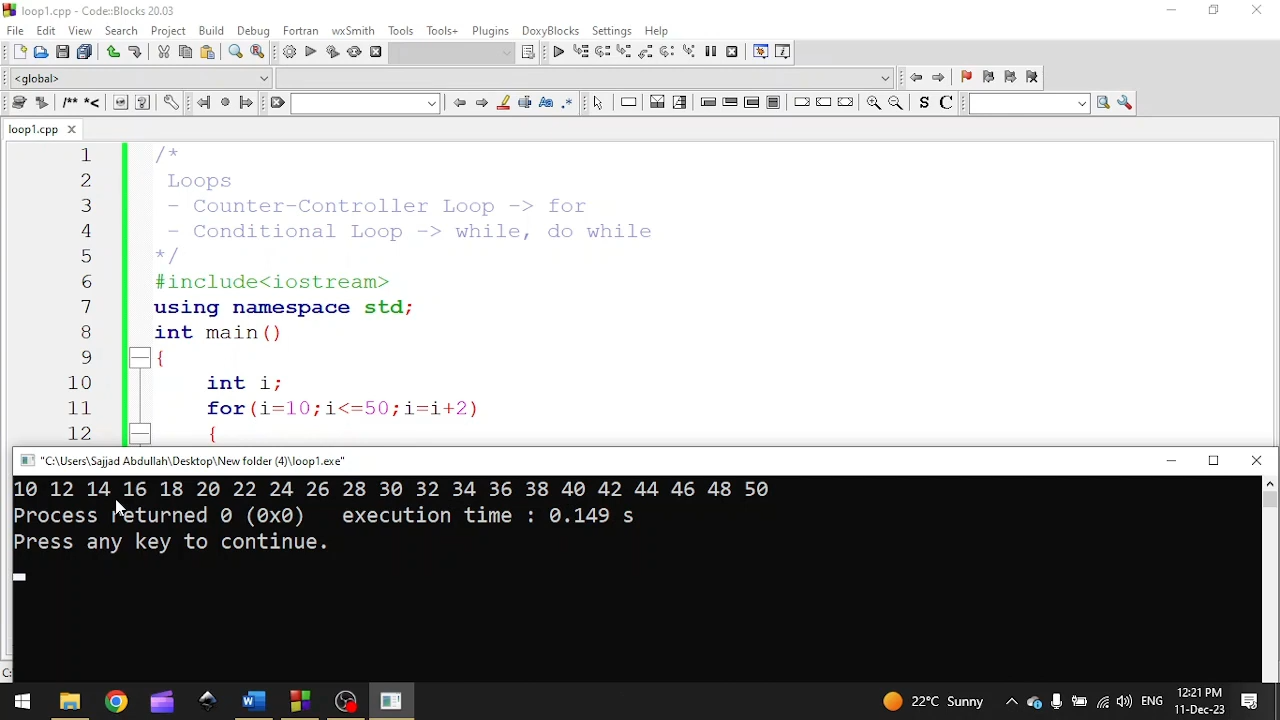 loop1.cpp - Code::Blocks 20.03
File Edit View Search Project Build Debug Fortran wxSmith Tools Tools+ Plugins DoxyBlocks Settings Help
<global>
/** *<
Aa .*
S C
loop1.cpp
1 /*
2 Loops
3 - Counter-Controller Loop -> for
4 - Conditional Loop -> while, do while
5 */
6 #include<iostream>
7 using namespace std;
8 int main()
9 {
10 int i;
11 for(i=10;i<=50;i=i+2)
12 {
"C:\Users\Sajjad Abdullah\Desktop\New folder (4)\loop1.exe"
10 12 14 16 18 20 22 24 26 28 30 32 34 36 38 40 42 44 46 48 50
Process returned 0 (0x0)   execution time : 0.149 s
Press any key to continue.
C:
22°C Sunny
ENG
12:21 PM
11-Dec-23